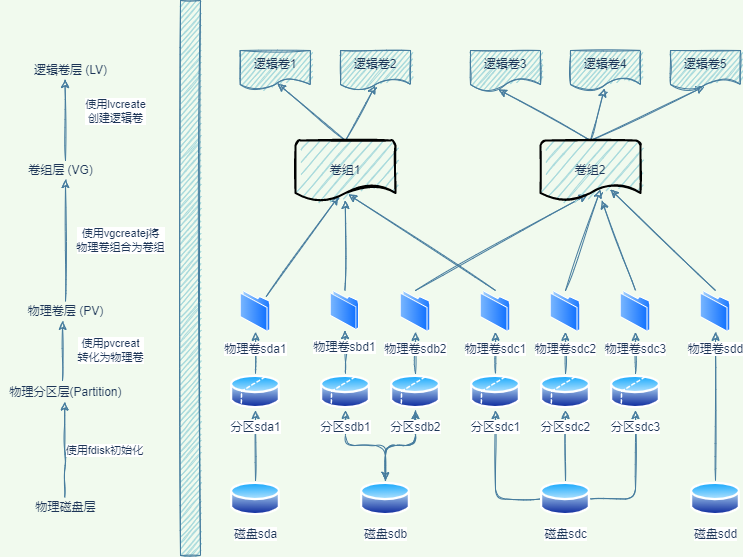 逻辑卷1
逻辑卷2
逻辑卷3
逻辑卷4
逻辑卷5
逻辑卷层 (LV)
使用lvcreate
创建逻辑卷
卷组层 (VG)
卷组1
卷组2
使用vgcreatej将
物理卷组合为卷组
物理卷层 (PV)
使用pvcreat
转化为物理卷
物理卷sda1
物理卷sbd1
物理卷sdb2
物理卷sdc1
物理卷sdc2
物理卷sdc3
物理卷sdd
物理分区层(Partition)
分区sda1
分区sdb1
分区sdb2
分区sdc1
分区sdc2
分区sdc3
使用fdisk初始化
物理磁盘层
磁盘sda
磁盘sdb
磁盘sdc
磁盘sdd